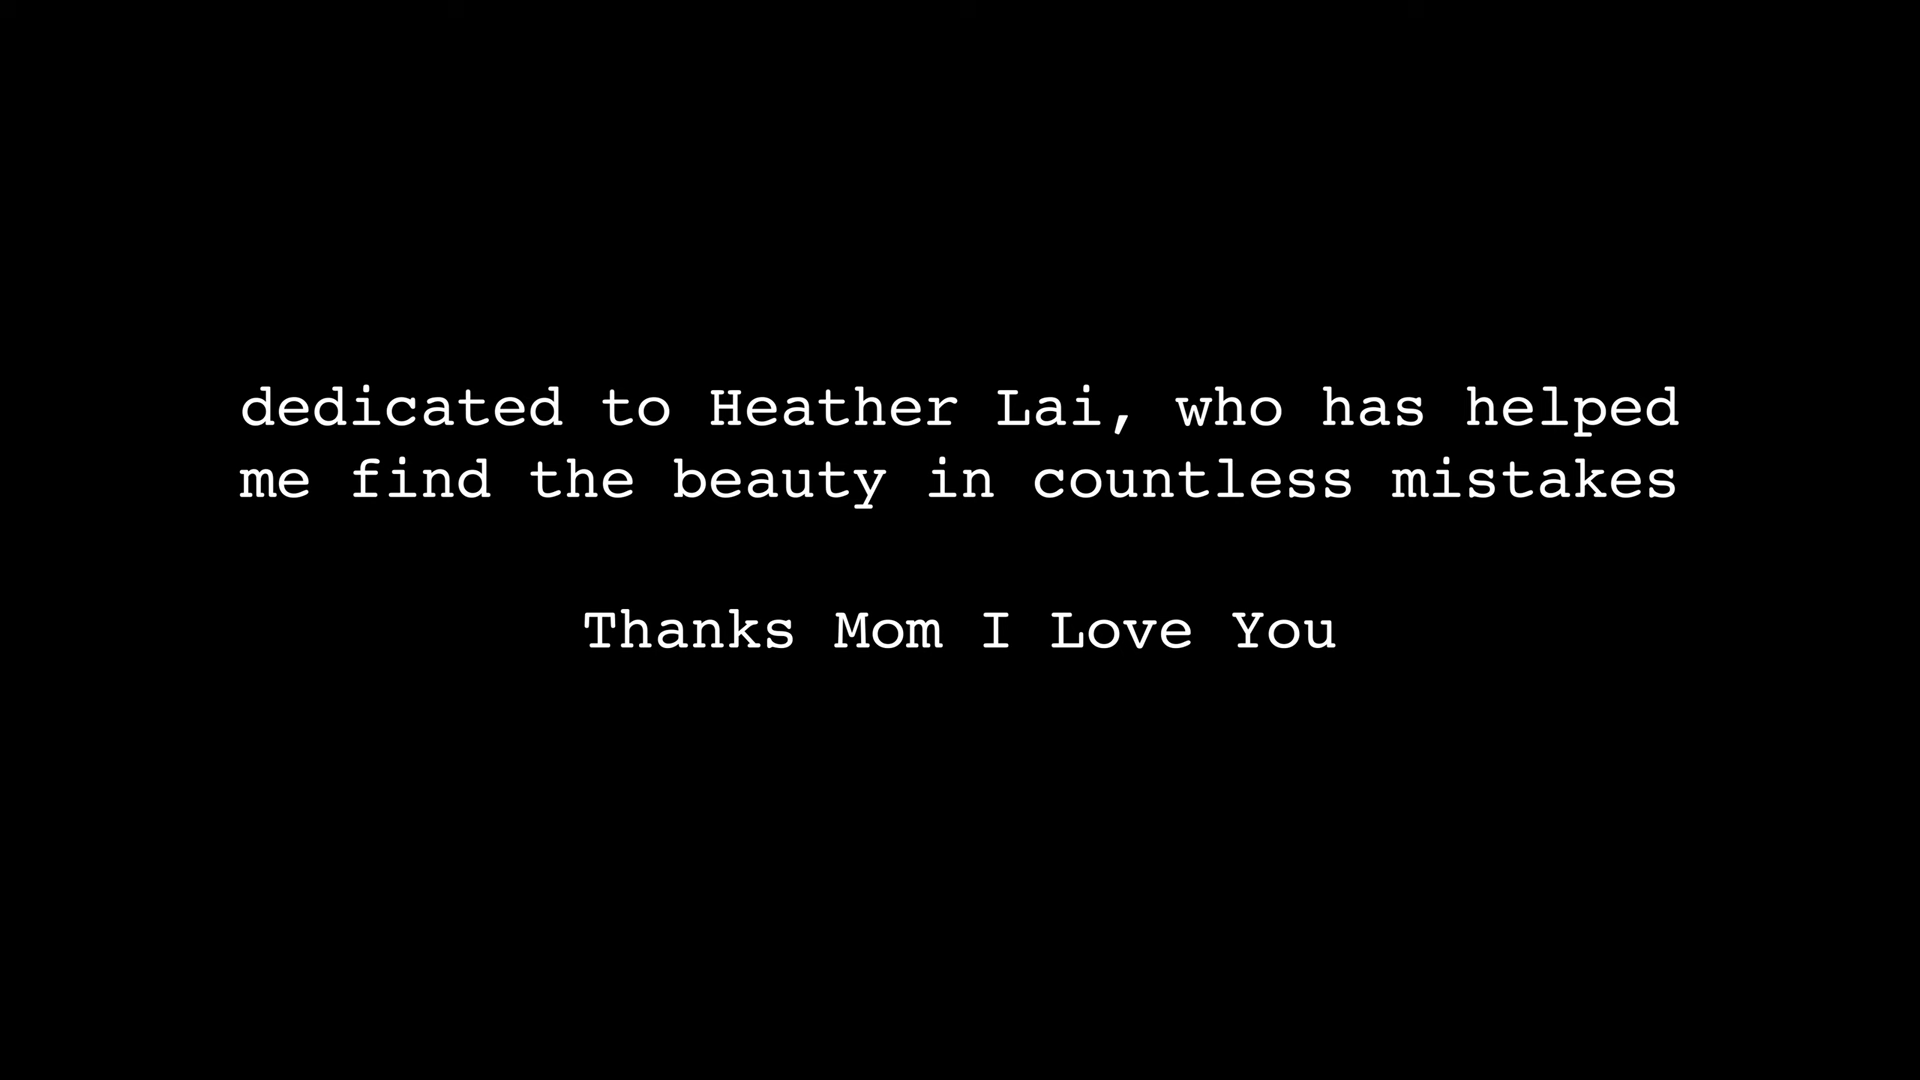 dedicated to Heather Lai, who has helped
me find the beauty in countless mistakes
Thanks Mom I Love You